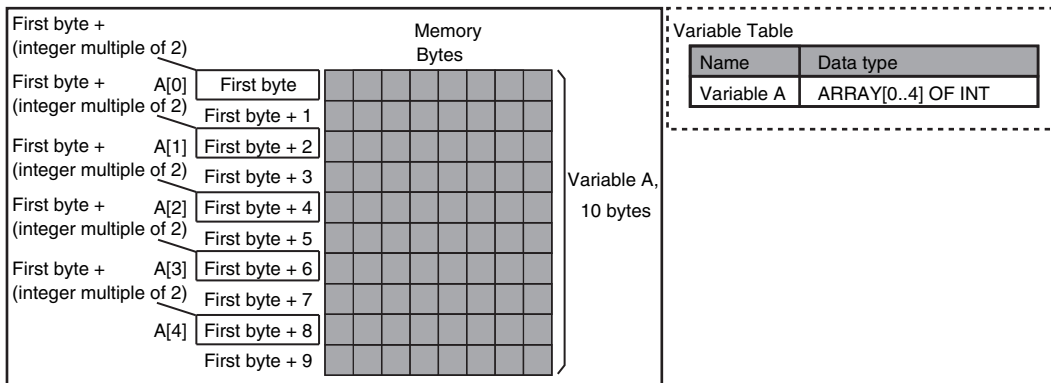 First byte +
(integer multiple of 2)
Memory
Bytes
First byte +
(integer multiple of 2)
A[0] First byte
First byte + 1
First byte +
(integer multiple of 2)
A[1] First byte + 2
First byte + 3
First byte +
(integer multiple of 2)
A[2] First byte + 4
First byte + 5
First byte +
(integer multiple of 2)
A[3] First byte + 6
First byte + 7
A[4] First byte + 8
First byte + 9
Variable A,
10 bytes
Variable Table
Name Data type
Variable A ARRAY[0..4] OF INT